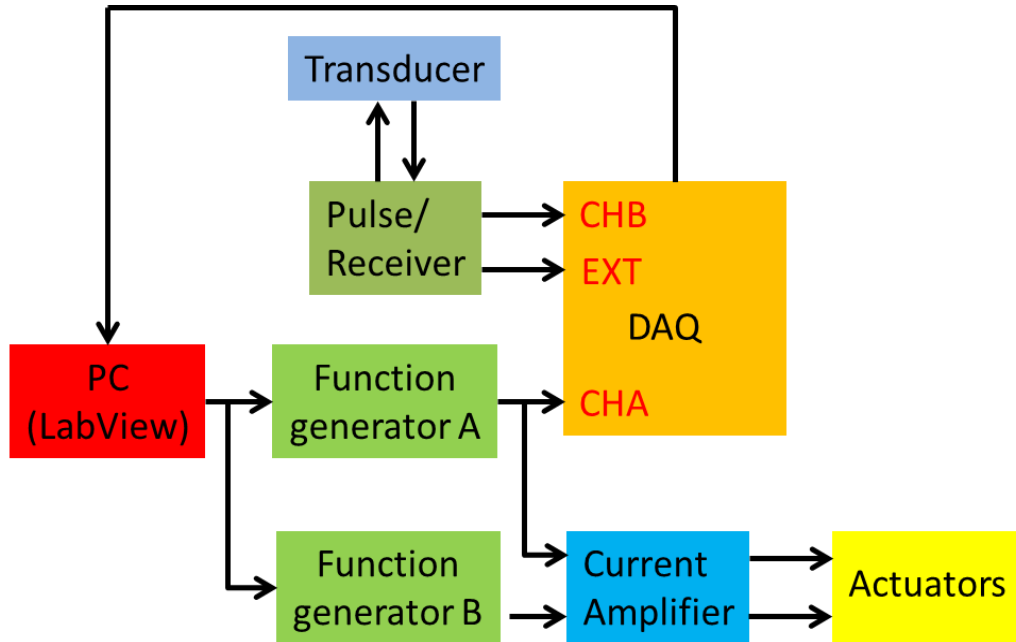 Transducer
Pulse/
Receiver
CHB
EXT
DAQ
CHA
PC
(LabView)
Function
generator A
Function
generator B
Current
Amplifier
Actuators